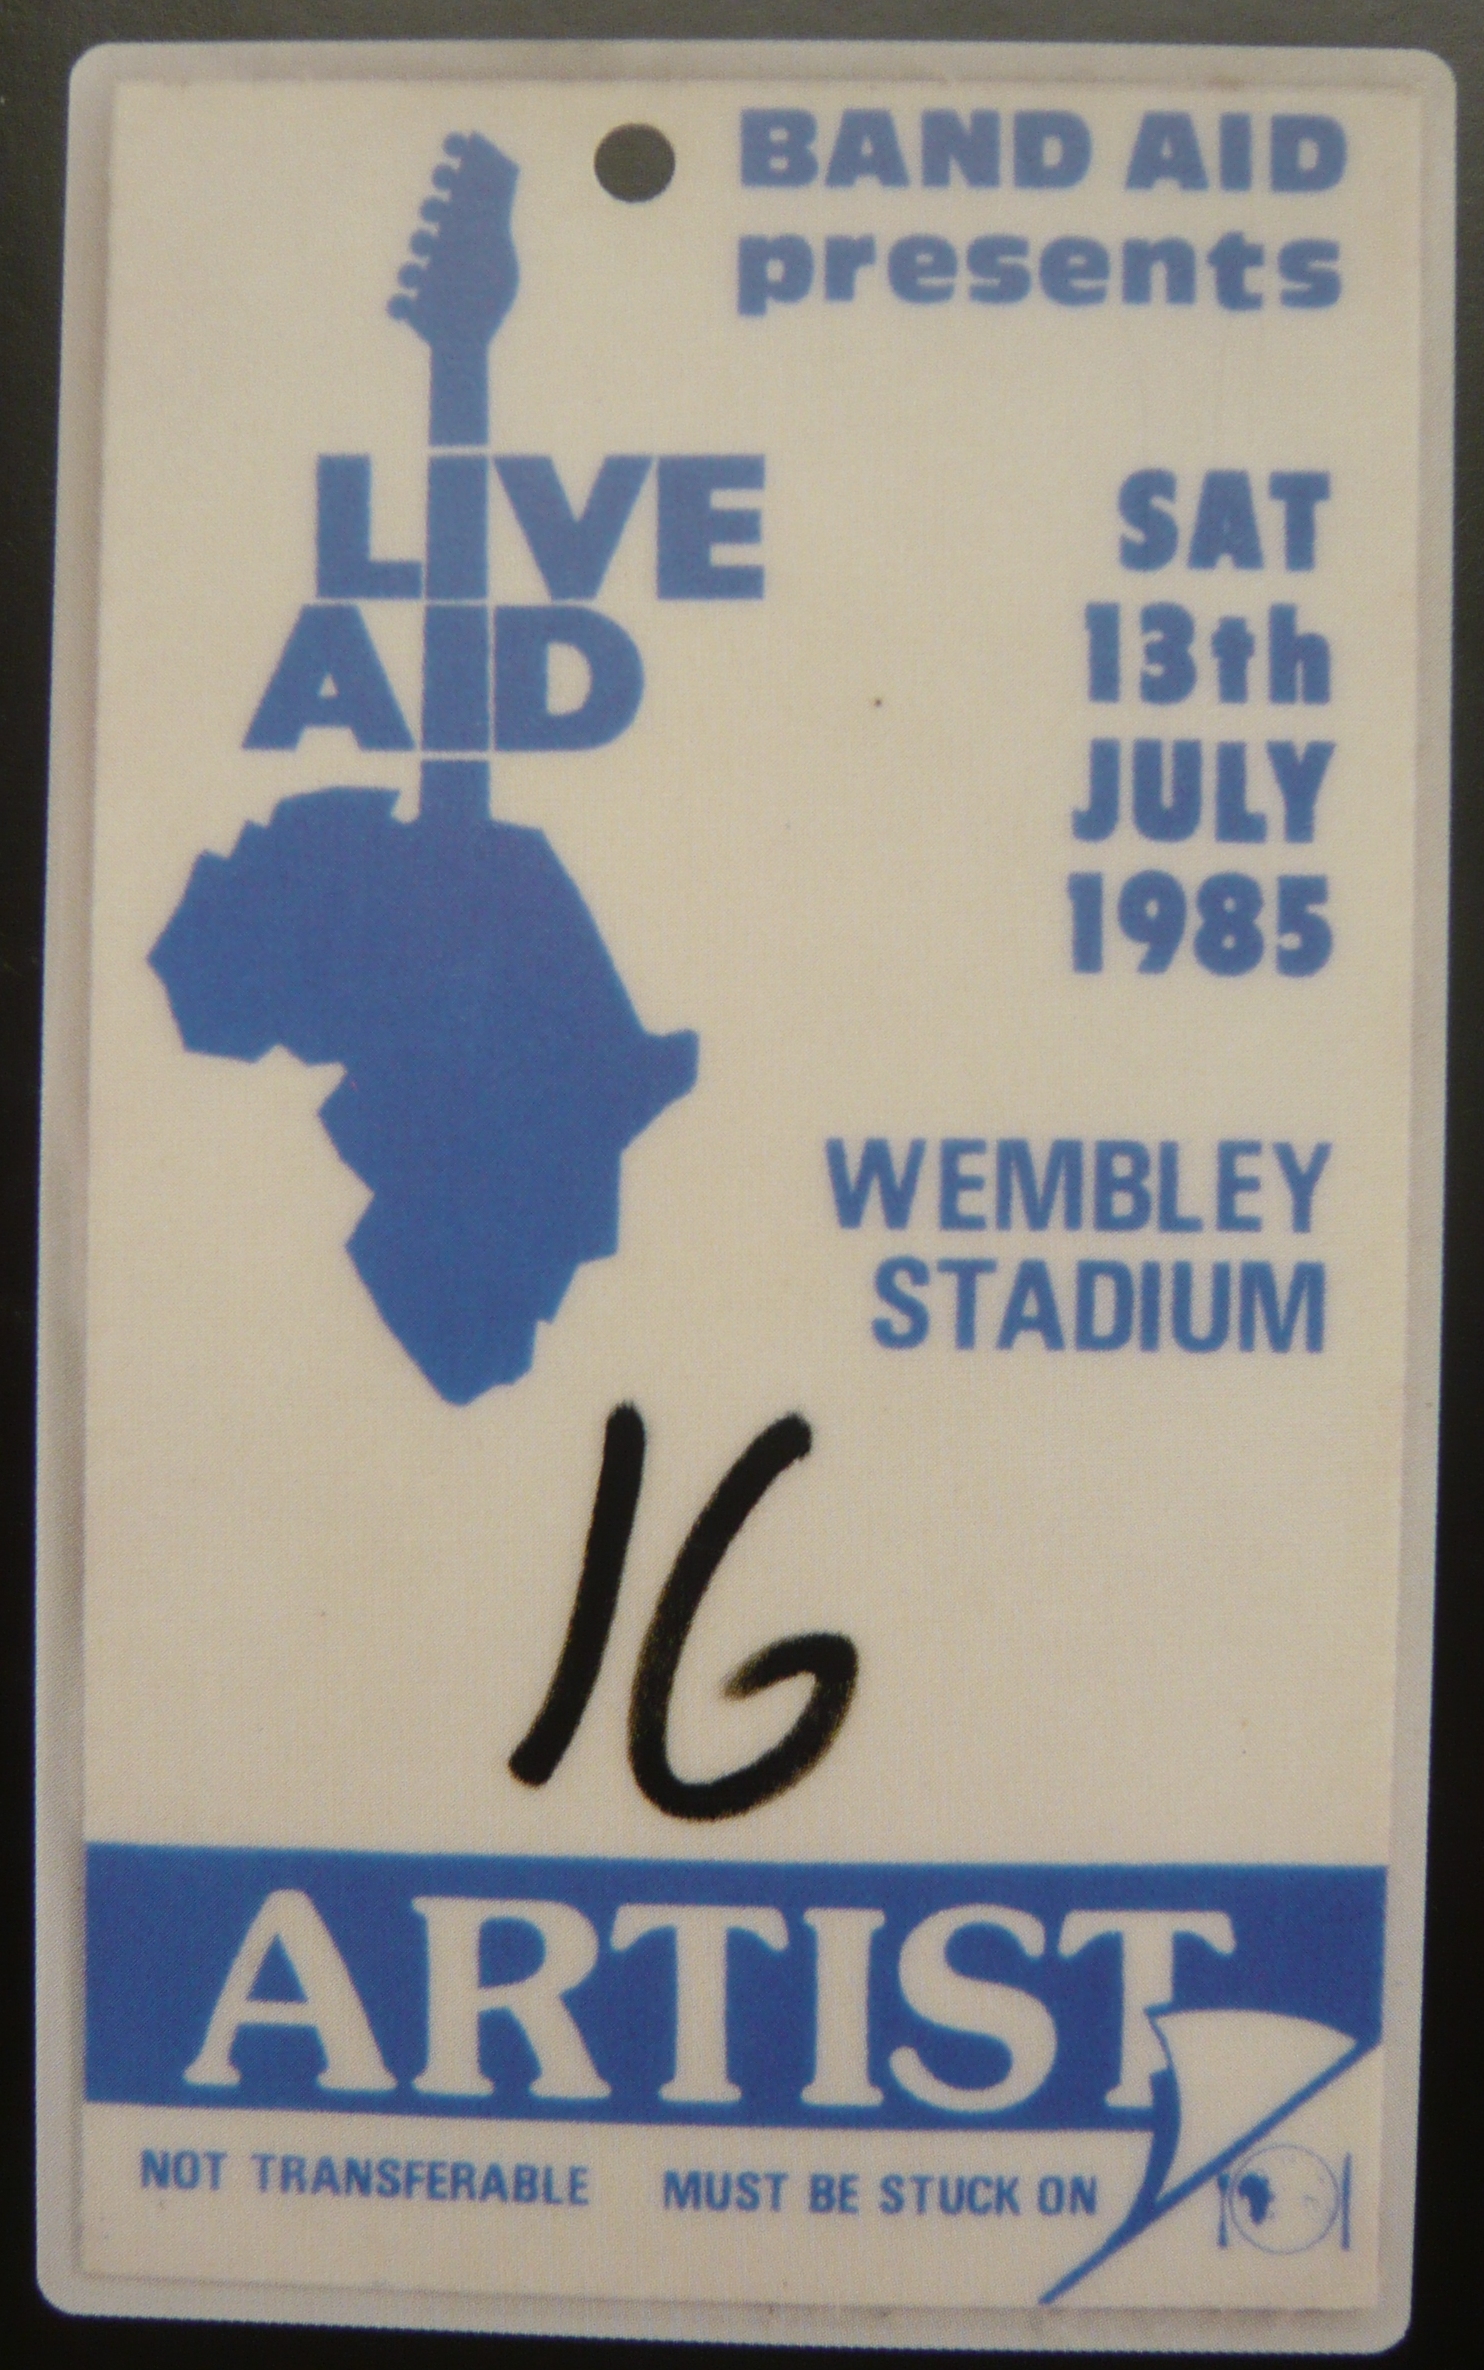 BAND AID
presents
LIVE
AID
SAT
13th
JULY
1985
WEMBLEY
STADIUM
16
ARTIST
NOT TRANSFERABLE MUST BE STUCK ON